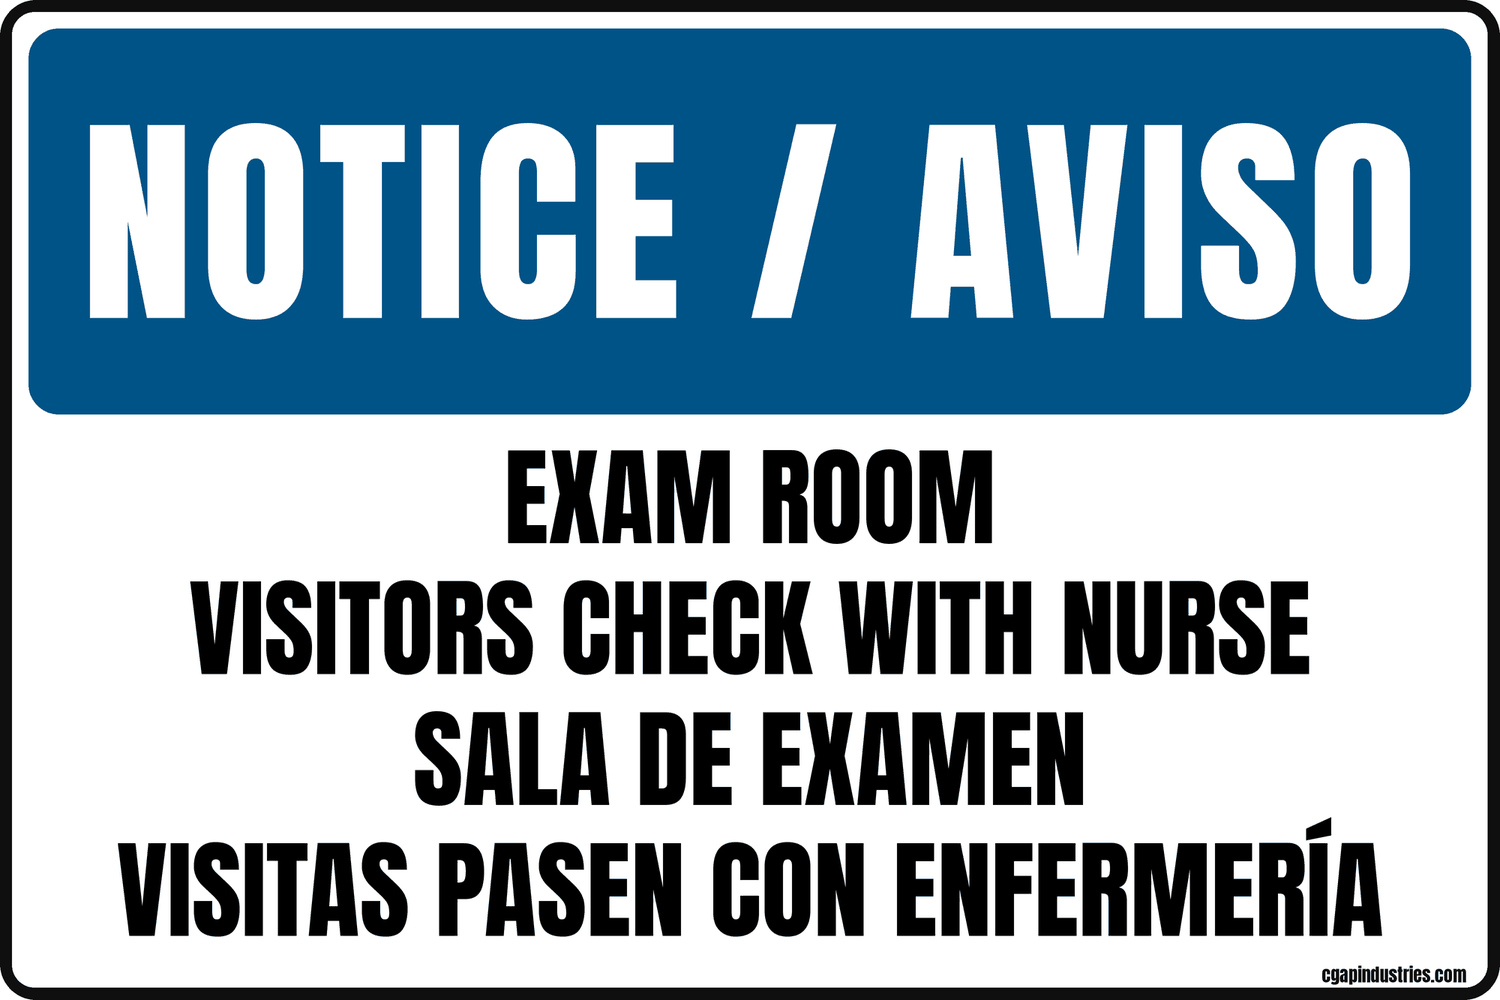 NOTICE / AVISO
EXAM ROOM
VISITORS CHECK WITH NURSE
SALA DE EXAMEN
VISITAS PASEN CON ENFERMERÍA
cgapindustries.com